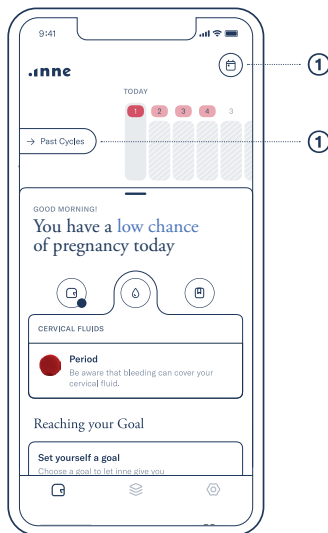 9:41
inne
1
TODAY
1 2 3 4 3
→ Past Cycles
1
GOOD MORNING!
You have a low chance
of pregnancy today
CERVICAL FLUIDS
Period
Be aware that bleeding can cover your
cervical fluid.
Reaching your Goal
Set yourself a goal
Choose a goal to let inne give you